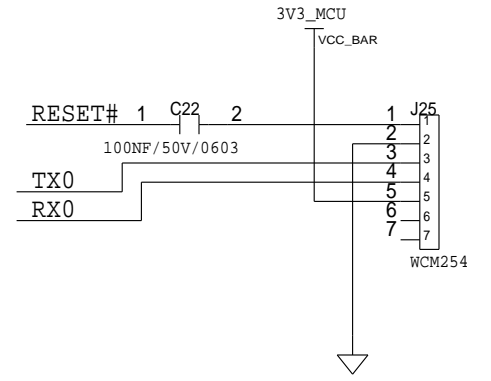 3V3_MCU
VCC_BAR
RESET# 1 C22 2 1 J25 1
100NF/50V/0603
2 2
3 3
TX0 4 4
RX0 5 5
6 6
7 7
WCM254